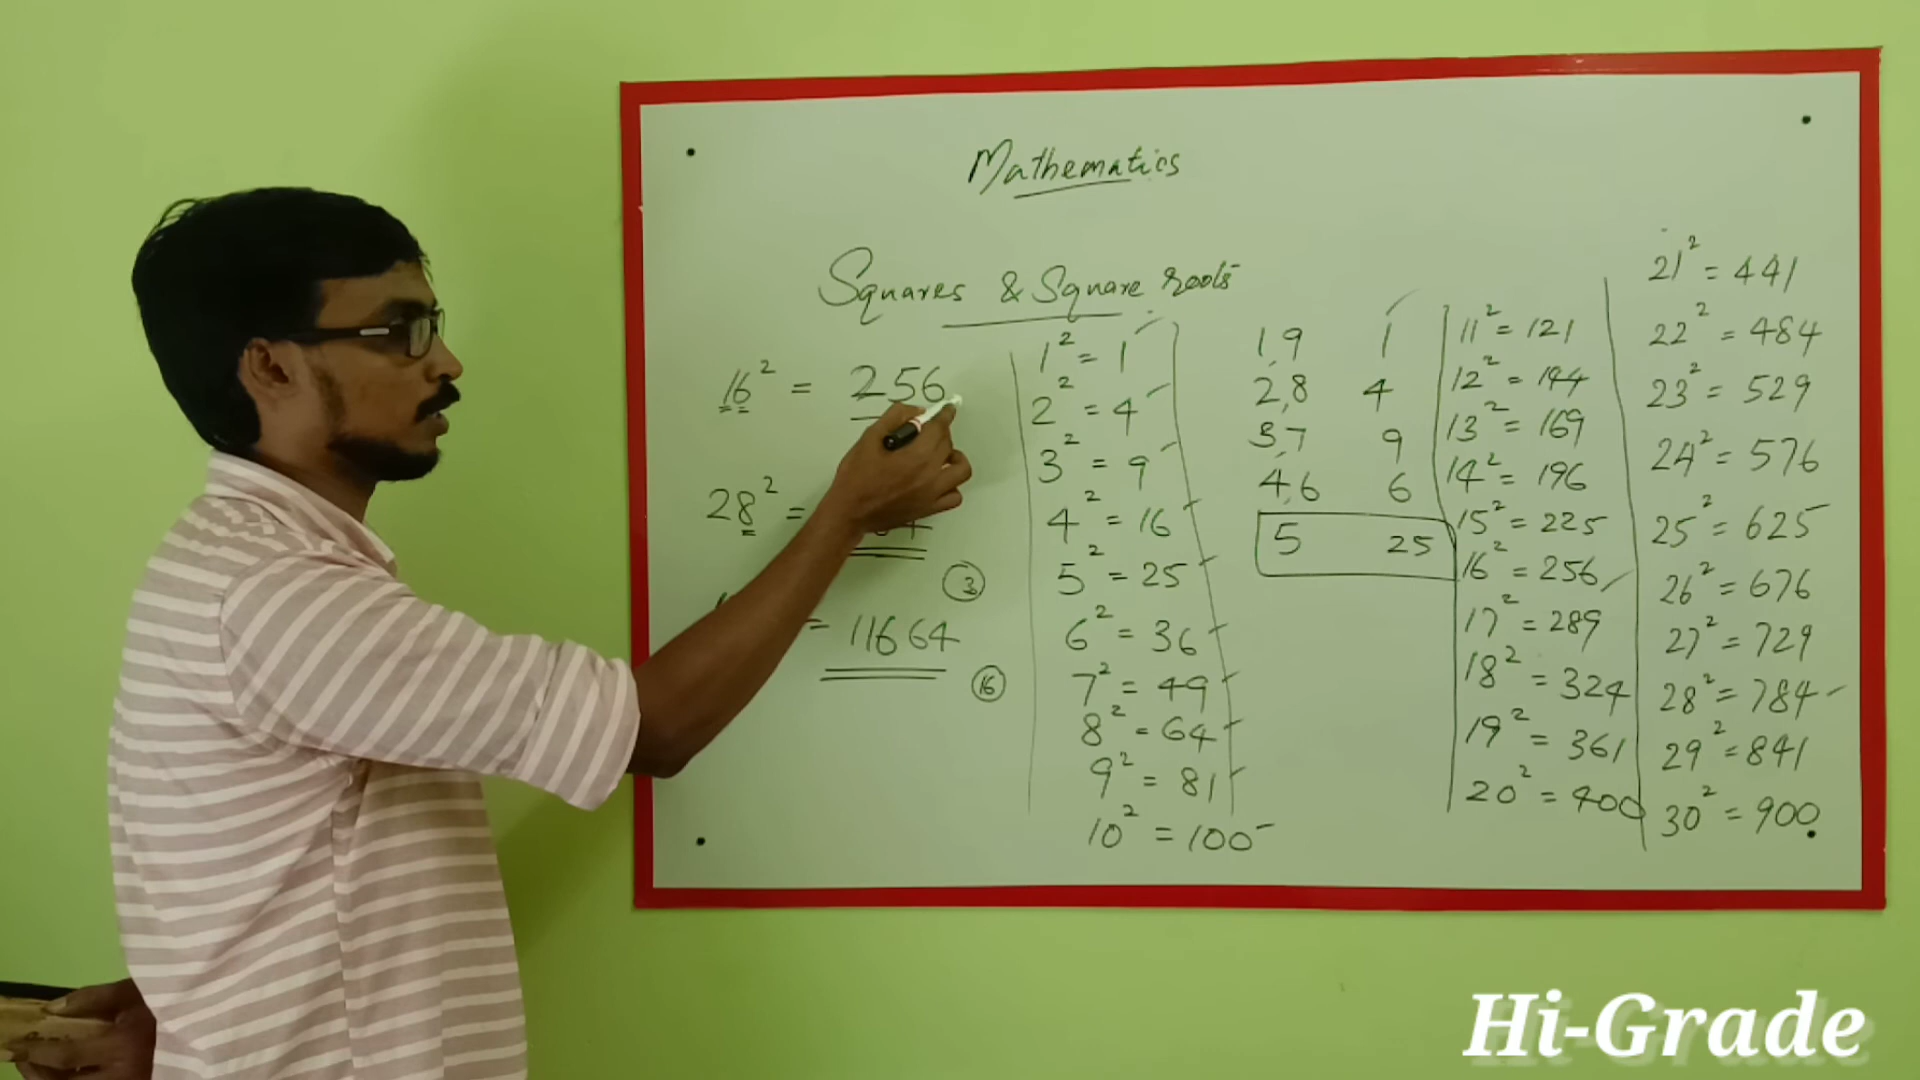 Mathematics
Squares & Square roots
16² = 256
28² =
= 11664
3
16
1² = 1
2² = 4
3² = 9
4² = 16
5² = 25
6² = 36
7² = 49
8² = 64
9² = 81
10² = 100
1,9 1
2,8 4
3,7 9
4,6 6
5 25
11² = 121
12² = 144
13² = 169
14² = 196
15² = 225
16² = 256
17² = 289
18² = 324
19² = 361
20² = 400
21² = 441
22² = 484
23² = 529
24² = 576
25² = 625
26² = 676
27² = 729
28² = 784
29² = 841
30² = 900
Hi-Grade